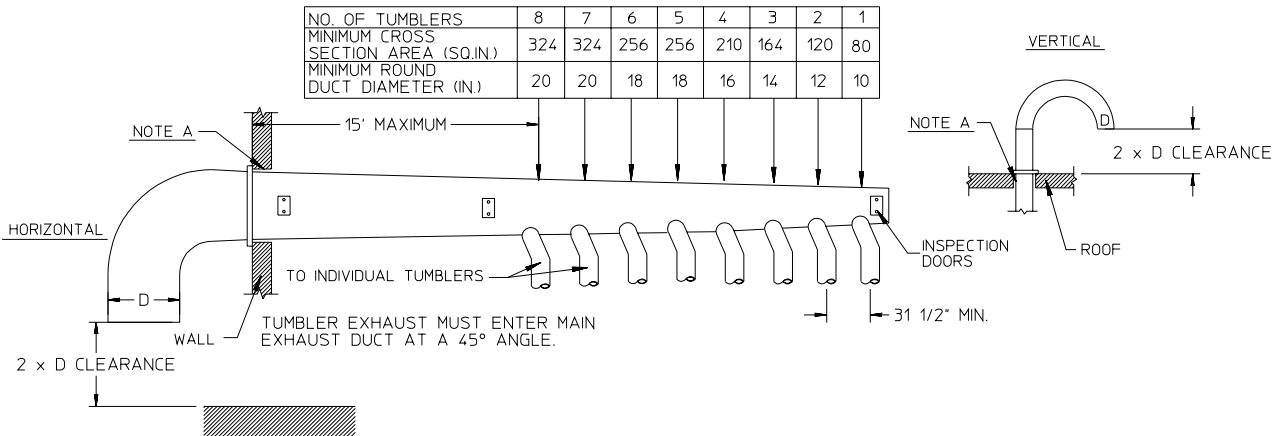 NO. OF TUMBLERS 8 7 6 5 4 3 2 1
MINIMUM CROSS
SECTION AREA (SQ.IN.) 324 324 256 256 210 164 120 80
MINIMUM ROUND
DUCT DIAMETER (IN.) 20 20 18 18 16 14 12 10
VERTICAL
NOTE A
15' MAXIMUM
NOTE A
D
2 x D CLEARANCE
HORIZONTAL
INSPECTION
DOORS
ROOF
TO INDIVIDUAL TUMBLERS
D
31 1/2" MIN.
WALL
TUMBLER EXHAUST MUST ENTER MAIN
EXHAUST DUCT AT A 45° ANGLE.
2 x D CLEARANCE